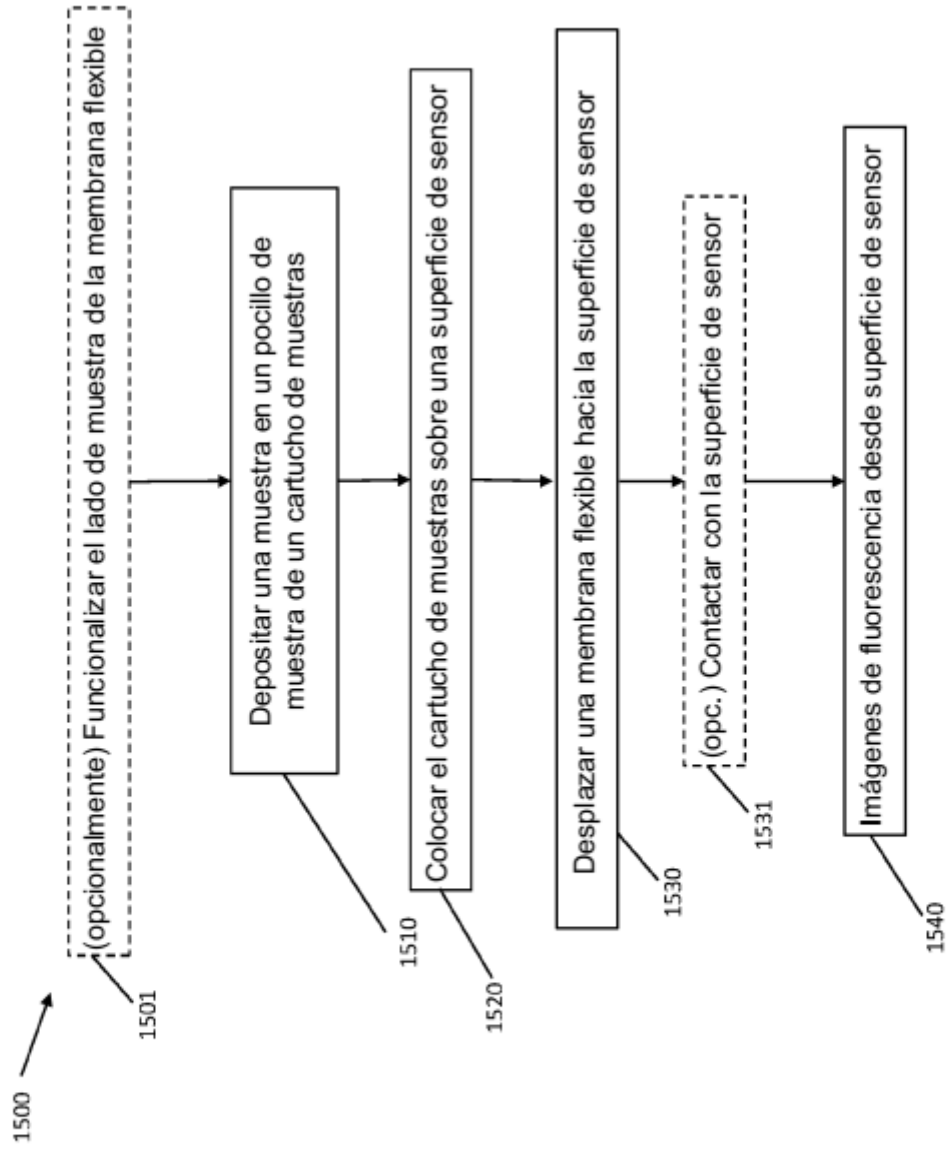 1500
1501
(opcionalmente) Funcionalizar el lado de muestra de la membrana flexible
1510
Depositar una muestra en un pocillo de
muestra de un cartucho de muestras
1520
Colocar el cartucho de muestras sobre una superficie de sensor
1530
Desplazar una membrana flexible hacia la superficie de sensor
1531
(opc.) Contactar con la superficie de sensor
1540
Imágenes de fluorescencia desde superficie de sensor